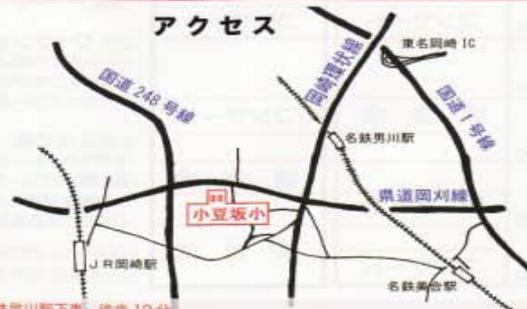 アクセス
東名岡崎IC
国道248号線
岡崎環状線
国道1号線
名鉄男川駅
県道岡刈線
小豆坂小
JR岡崎駅
名鉄美合駅